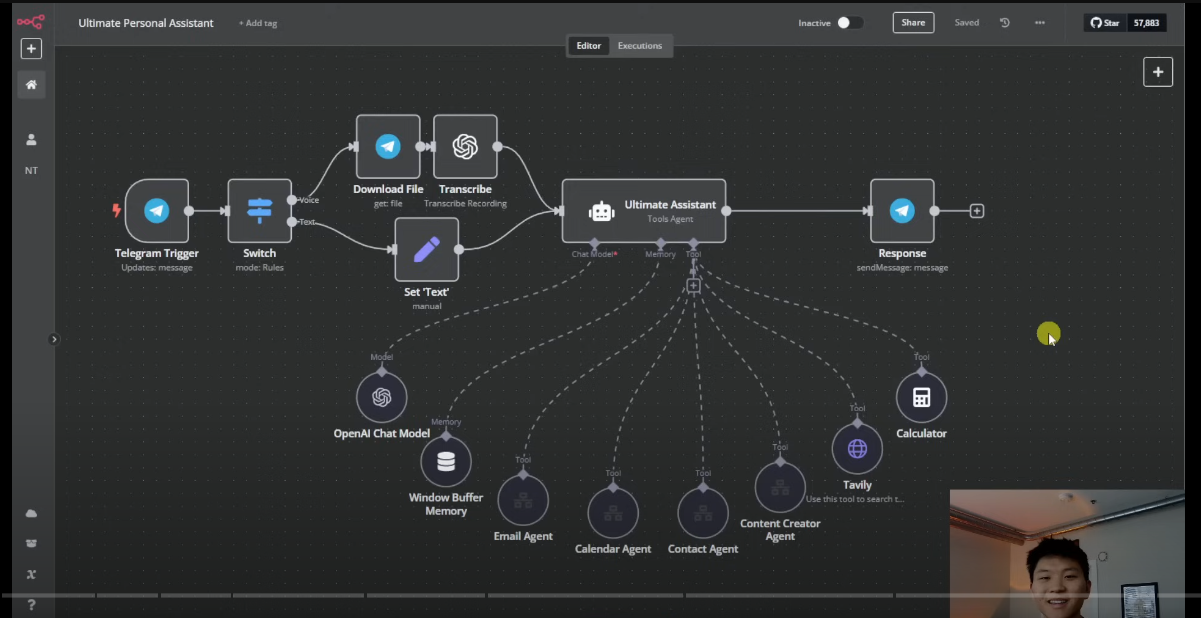 Ultimate Personal Assistant
+ Add tag
Inactive
Share
Saved
Star
57,883
Editor
Executions
NT
Voice
Text
Telegram Trigger
Updates: message
Switch
mode: Rules
Download File
get: file
Transcribe
Transcribe Recording
Set 'Text'
manual
Ultimate Assistant
Tools Agent
Chat Model*
Memory
Tool
Response
sendMessage: message
Model
OpenAI Chat Model
Memory
Window Buffer
Memory
Tool
Email Agent
Tool
Calendar Agent
Tool
Contact Agent
Tool
Content Creator
Agent
Tool
Tavily
Use this tool to search t...
Tool
Calculator